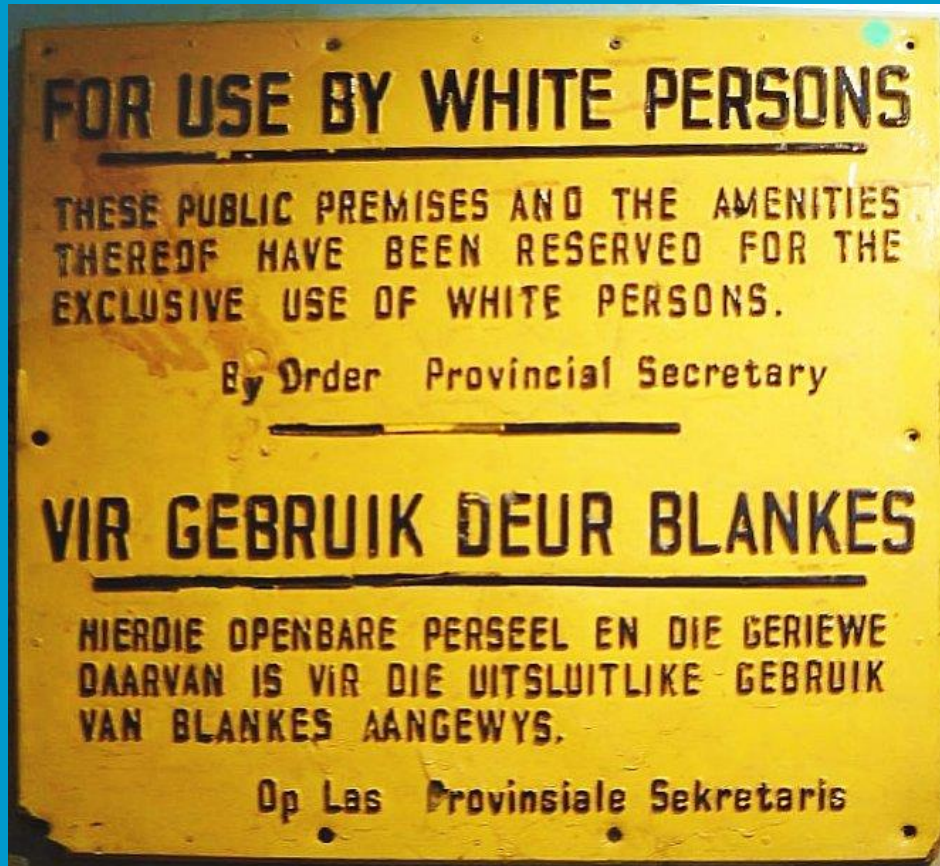 FOR USE BY WHITE PERSONS
THESE PUBLIC PREMISES AND THE AMENITIES
THEREOF HAVE BEEN RESERVED FOR THE
EXCLUSIVE USE OF WHITE PERSONS.
By Order Provincial Secretary
VIR GEBRUIK DEUR BLANKES
HIERDIE OPENBARE PERSEEL EN DIE GERIEWE
DAARVAN IS VIR DIE UITSLUITLIKE GEBRUIK
VAN BLANKES AANGEWYS.
Op Las Provinsiale Sekretaris